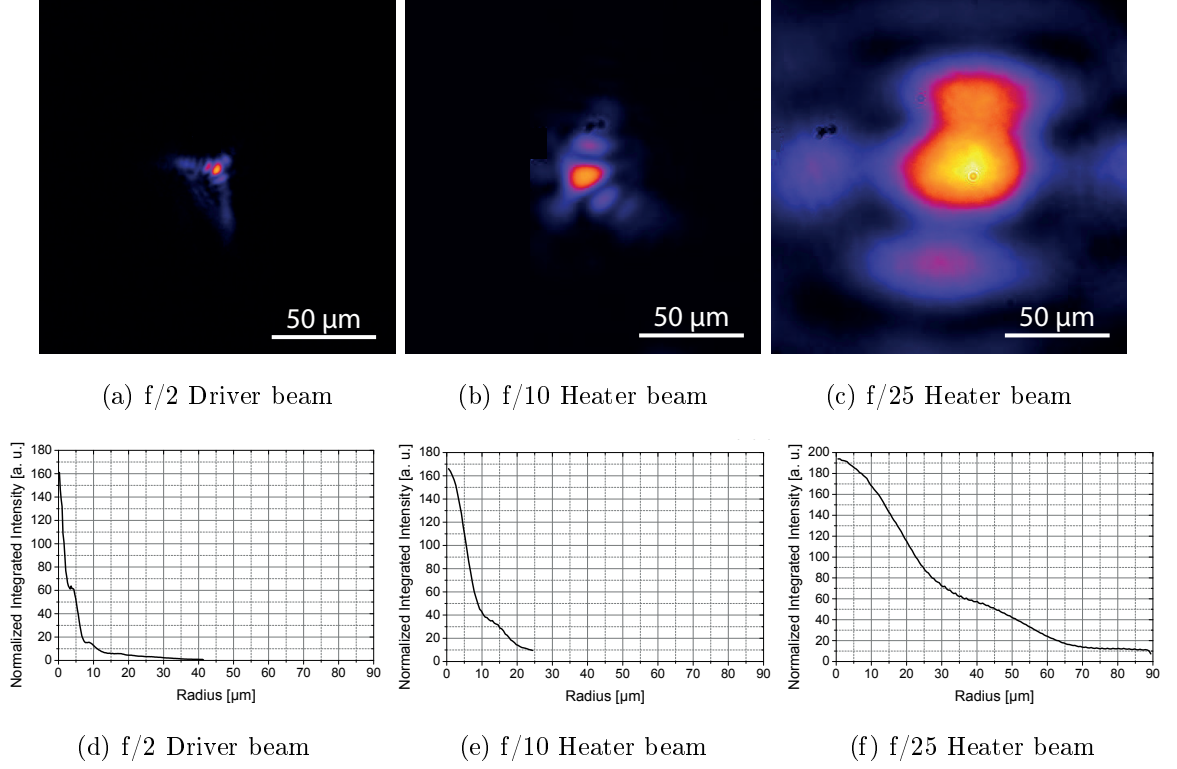 50 µm
50 µm
50 µm
(a) f/2 Driver beam
(b) f/10 Heater beam
(c) f/25 Heater beam
Normalized Integrated Intensity [a. u.]
180
160
140
120
100
80
60
40
20
0
0 10 20 30 40 50 60 70 80 90
Radius [µm]
Normalized Integrated Intensity [a. u.]
180
160
140
120
100
80
60
40
20
0
0 10 20 30 40 50 60 70 80 90
Radius [µm]
Normalized Integrated Intensity [a. u.]
200
180
160
140
120
100
80
60
40
20
0
0 10 20 30 40 50 60 70 80 90
Radius [µm]
(d) f/2 Driver beam
(e) f/10 Heater beam
(f) f/25 Heater beam